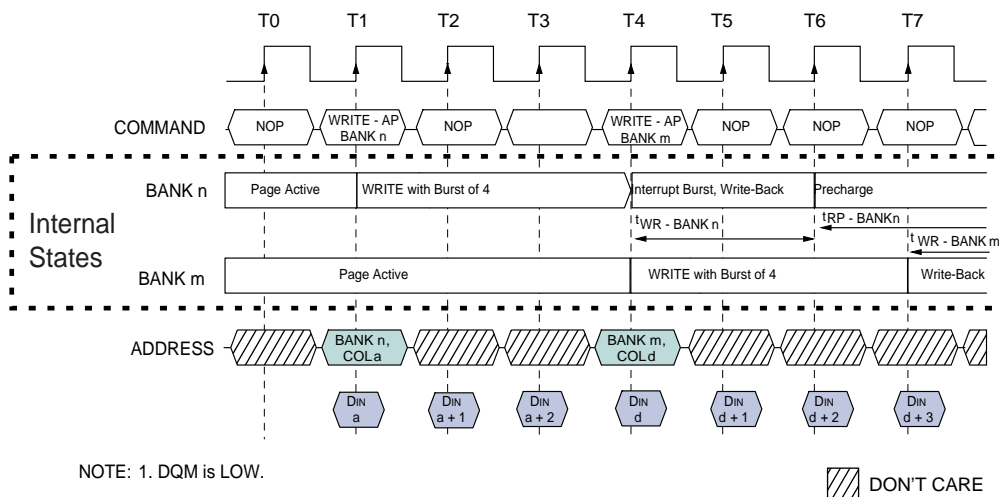 T0 T1 T2 T3 T4 T5 T6 T7
COMMAND NOP WRITE - AP BANK n NOP WRITE - AP BANK m NOP NOP NOP
Internal States
BANK n Page Active WRITE with Burst of 4 Interrupt Burst, Write-Back Precharge
tWR - BANK n tRP - BANK n
tWR - BANK m
BANK m Page Active WRITE with Burst of 4 Write-Back
ADDRESS BANK n, COL a BANK m, COL d
DIN a DIN a + 1 DIN a + 2 DIN d DIN d + 1 DIN d + 2 DIN d + 3
NOTE: 1. DQM is LOW.
DON'T CARE